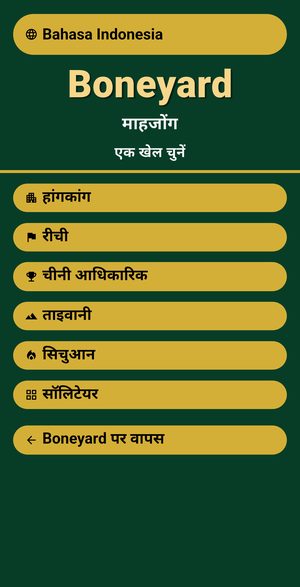 Bahasa Indonesia
Boneyard
माहजोंग
एक खेल चुनें
हांगकांग
रीची
चीनी आधिकारिक
ताइवानी
सिचुआन
सॉलिटेयर
Boneyard पर वापस